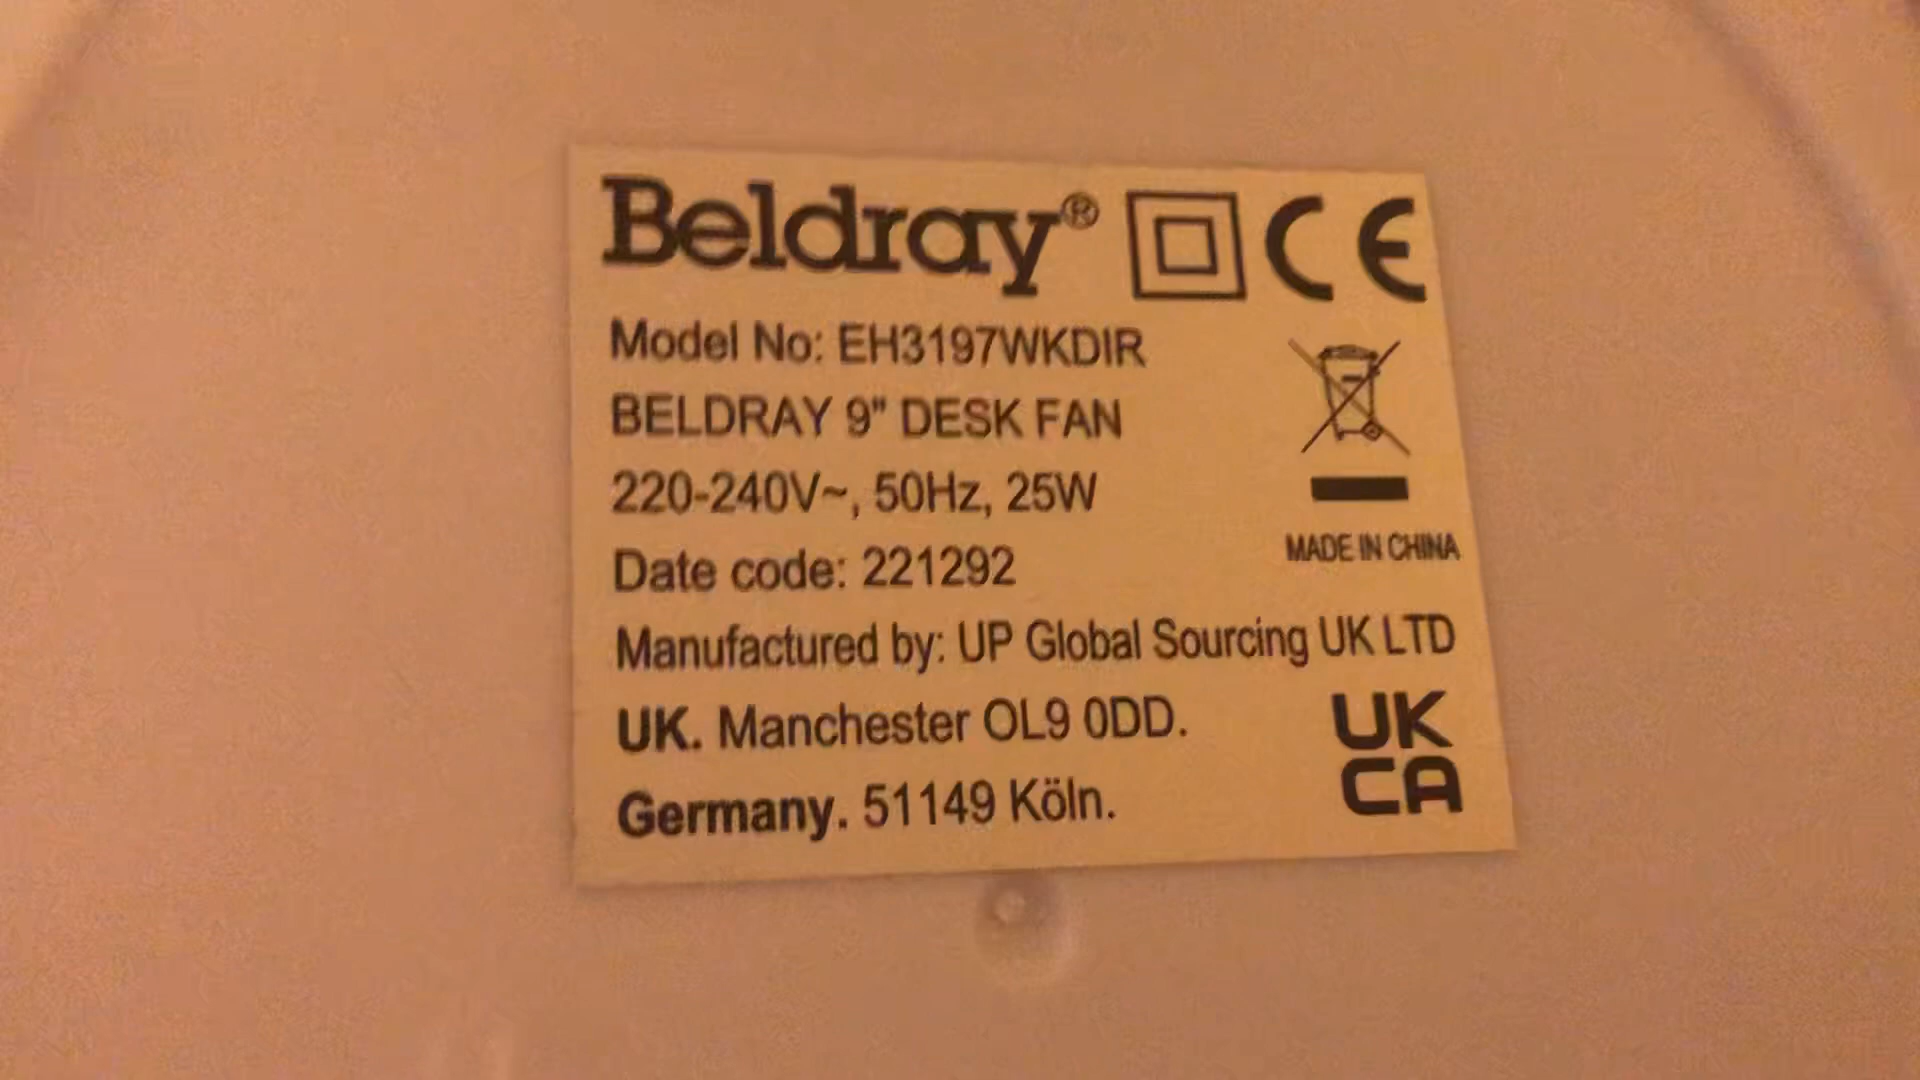 Beldray® CE
Model No: EH3197WKDIR
BELDRAY 9" DESK FAN
220-240V~, 50Hz, 25W
Date code: 221292
MADE IN CHINA
Manufactured by: UP Global Sourcing UK LTD
UK. Manchester OL9 0DD.
Germany. 51149 Köln.
UK
CA